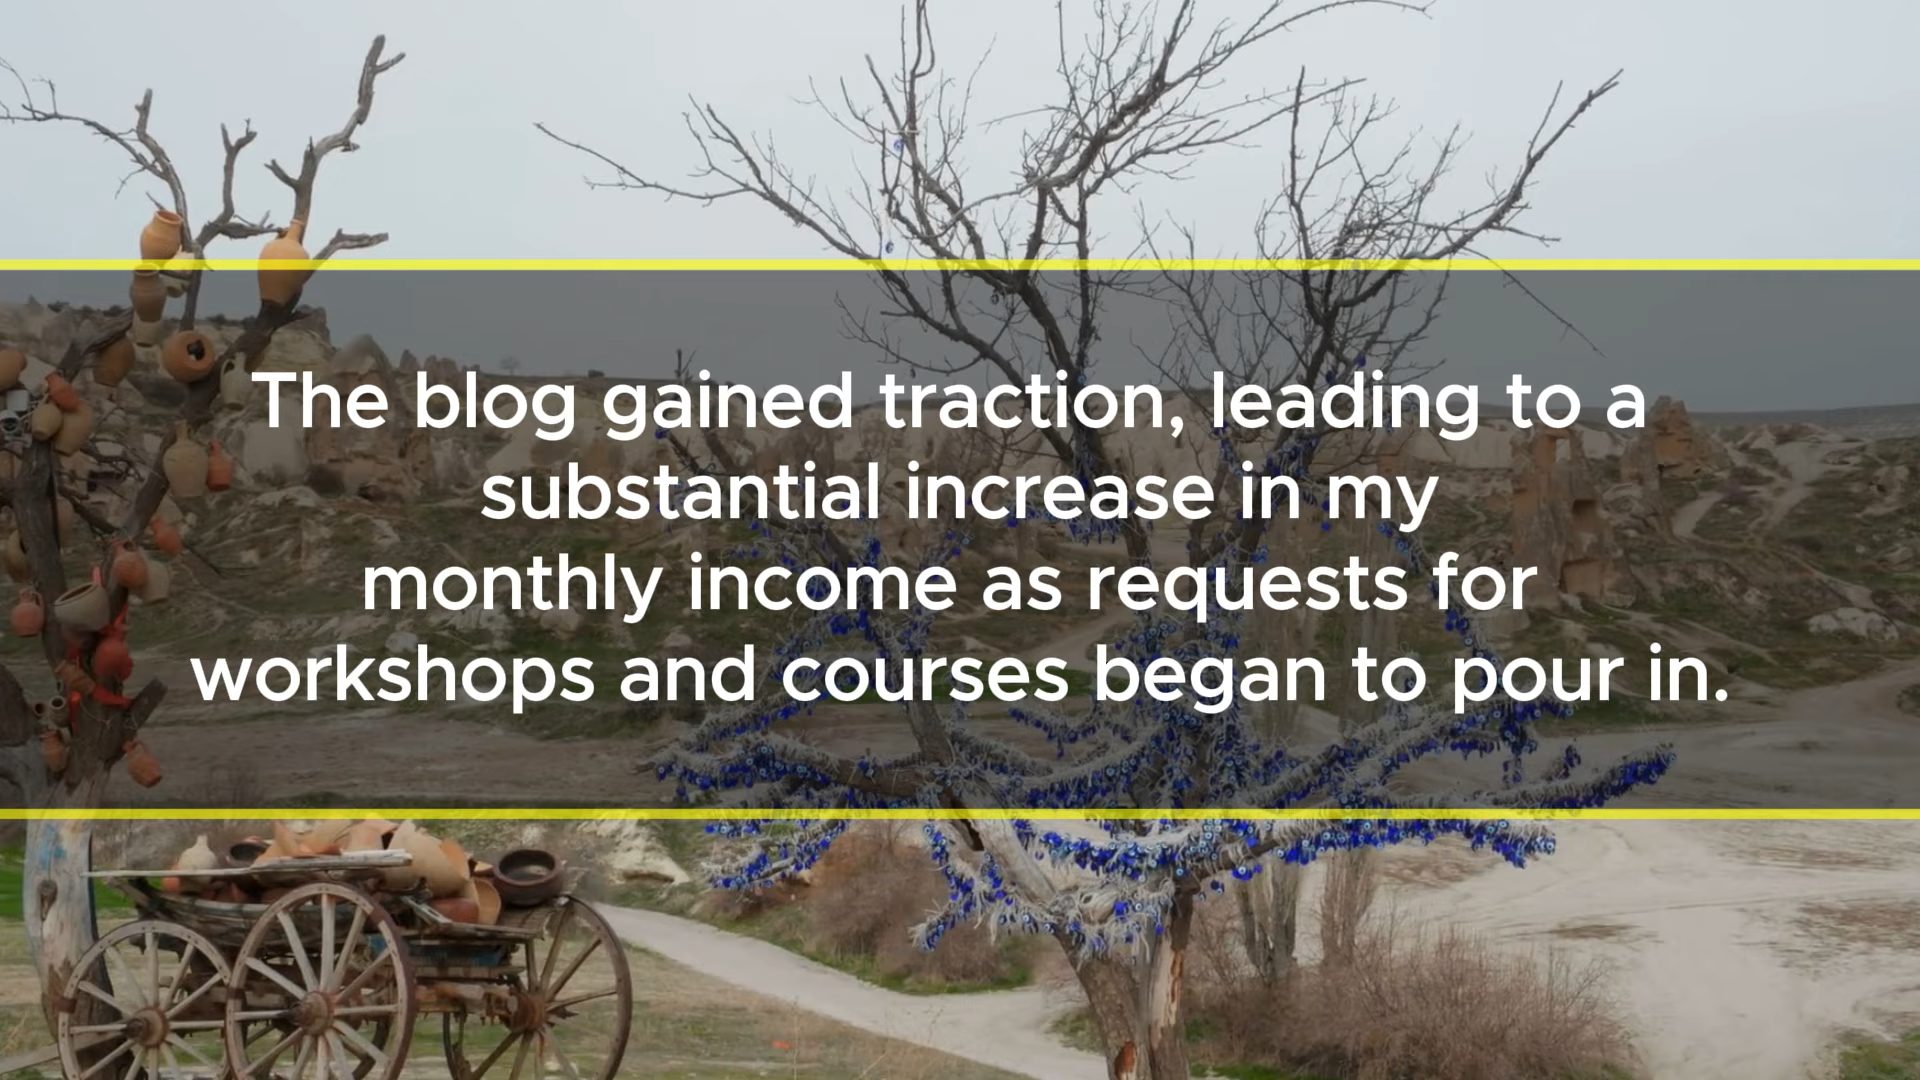 The blog gained traction, leading to a
substantial increase in my
monthly income as requests for
workshops and courses began to pour in.